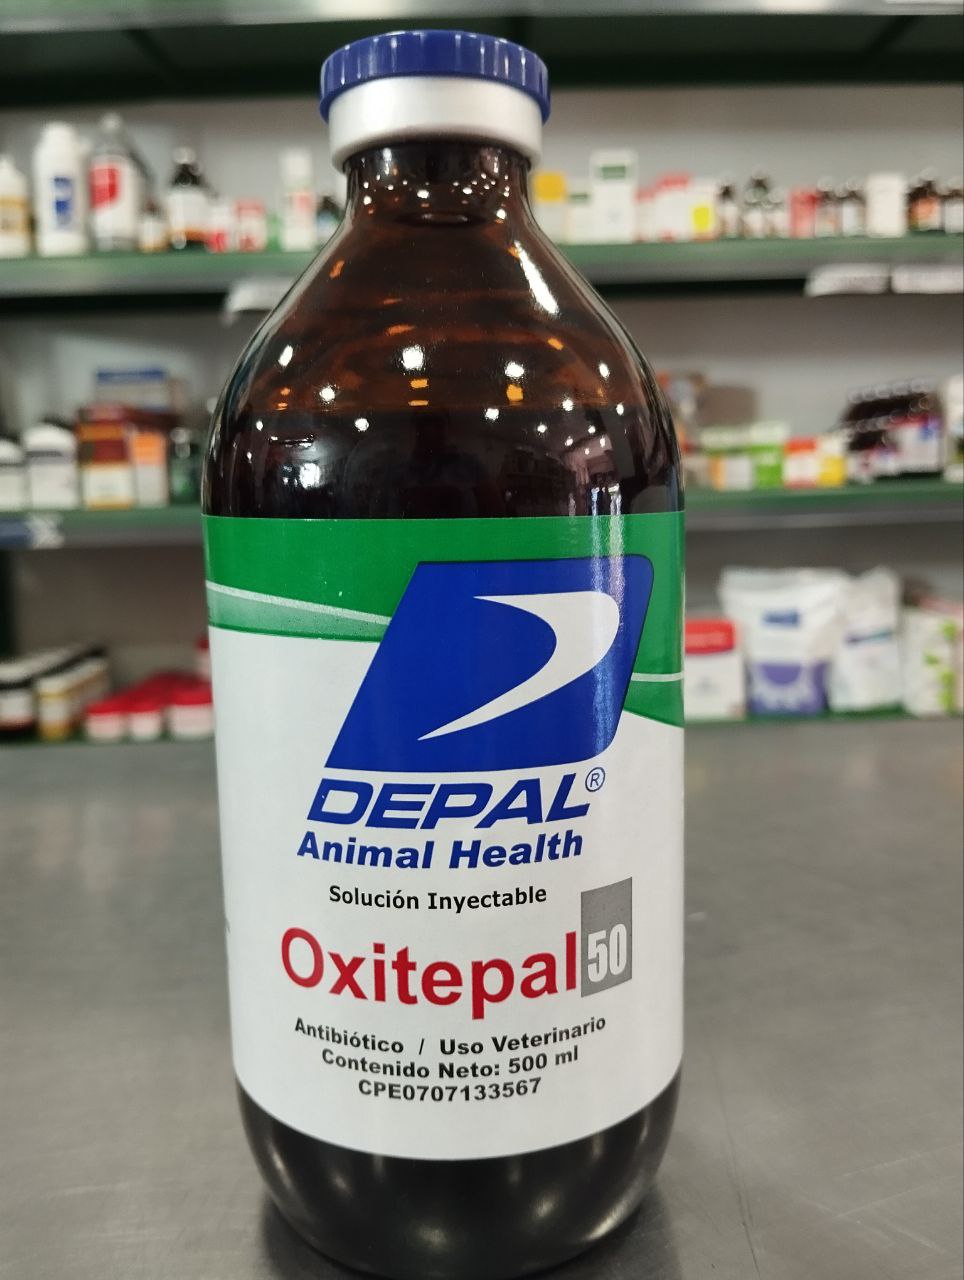 DEPAL®
Animal Health
Solución Inyectable
Oxitepal 50
Antibiótico / Uso Veterinario
Contenido Neto: 500 ml
CPE0707133567